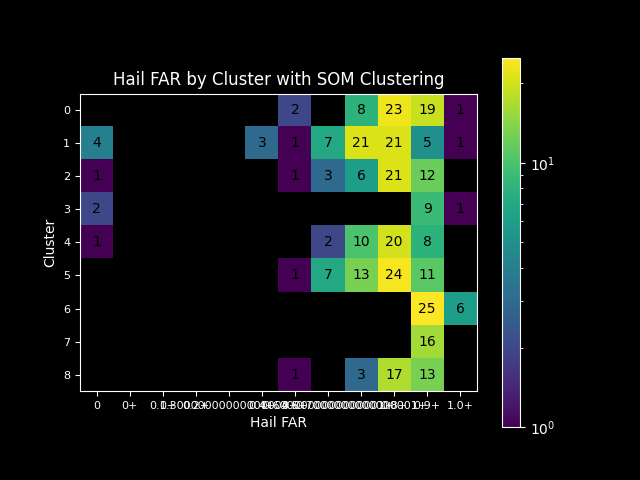 Hail FAR by Cluster with SOM Clustering
0 2 8 23 19 1
1 4 3 1 7 21 21 5 1
2 1 1 3 6 21 12
3 2 9 1
4 1 2 10 20 8
5 1 7 13 24 11
6 25 6
7 16
8 1 3 17 13
Cluster
0 0+ 0.9+ 1.0+
Hail FAR
10¹
10⁰